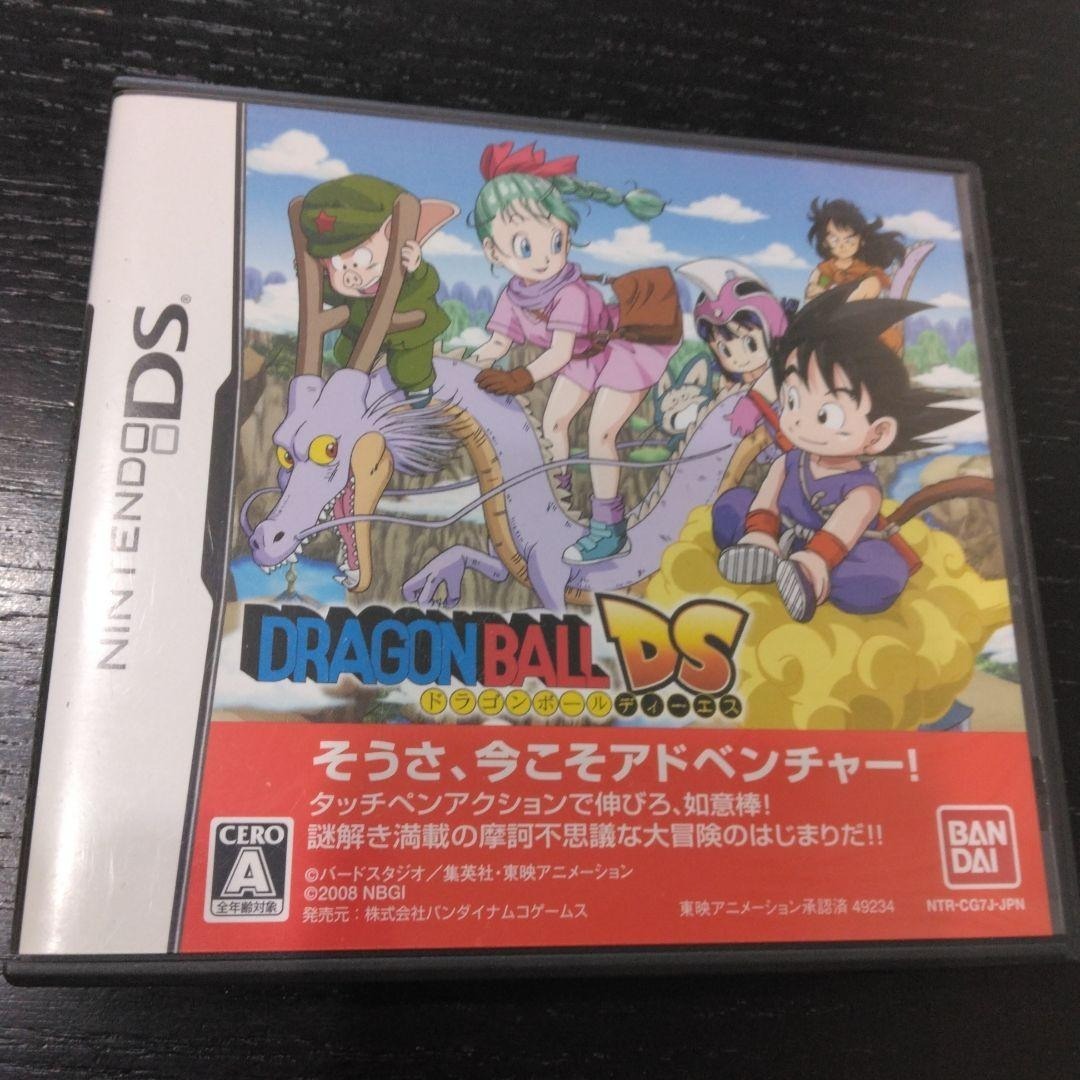 NINTENDO DS®
DRAGON BALL DS
ドラゴンボール ディーエス
そうさ、今こそアドベンチャー!
タッチペンアクションで伸びろ、如意棒!
謎解き満載の摩訶不思議な大冒険のはじまりだ!!
CERO
A
全年齢対象
©バードスタジオ/集英社・東映アニメーション
©2008 NBGI
発売元:株式会社バンダイナムコゲームス
東映アニメーション承認済 49234
BAN
DAI
NTR-CG7J-JPN